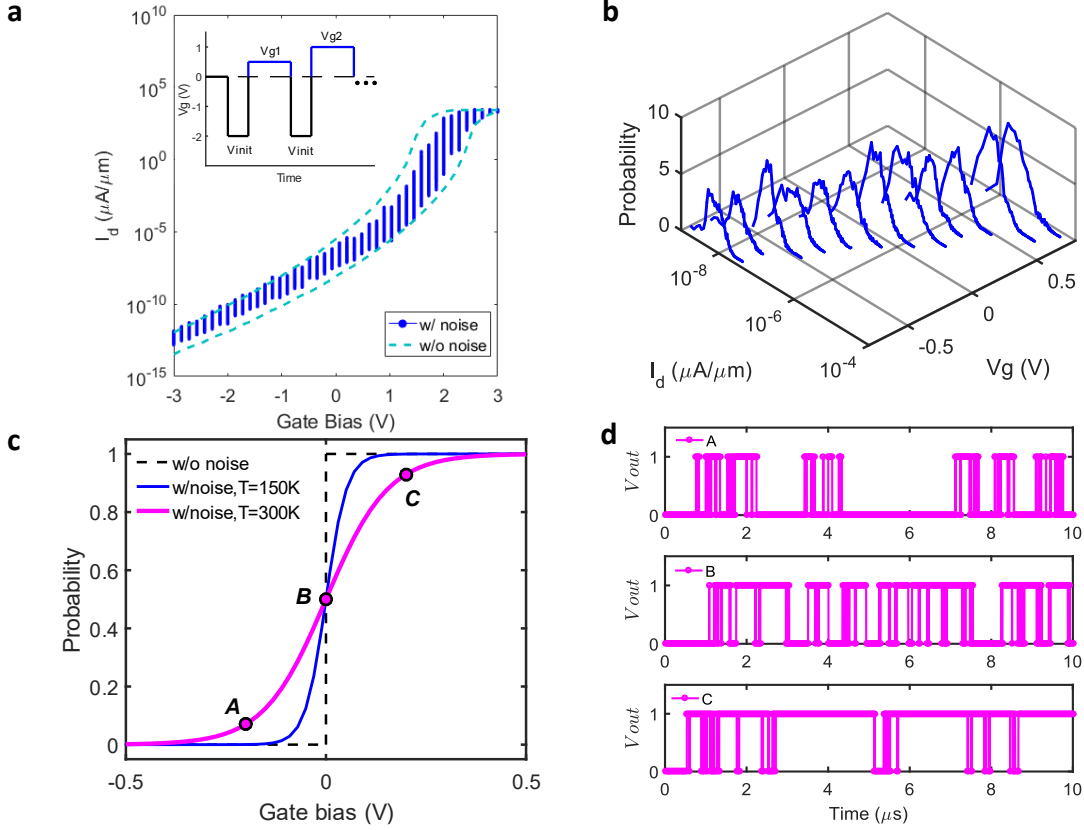 a
10^10
10^5
10^0
10^-5
10^-10
10^-15
I_d (μA/μm)
-3
-2
-1
0
1
2
3
Gate Bias (V)
1
0
-1
-2
Vg (V)
Vg1
Vg2
Vinit
Vinit
Time
w/ noise
w/o noise
b
10
5
0
Probability
10^-8
10^-6
10^-4
I_d (μA/μm)
-0.5
0
0.5
Vg (V)
c
1
0.8
0.6
0.4
0.2
0
Probability
w/o noise
w/noise,T=150K
w/noise,T=300K
A
B
C
-0.5
0
0.5
Gate bias (V)
d
A
1
0
Vout
0
2
4
6
8
10
B
1
0
Vout
0
2
4
6
8
10
C
1
0
Vout
0
2
4
6
8
10
Time (μs)